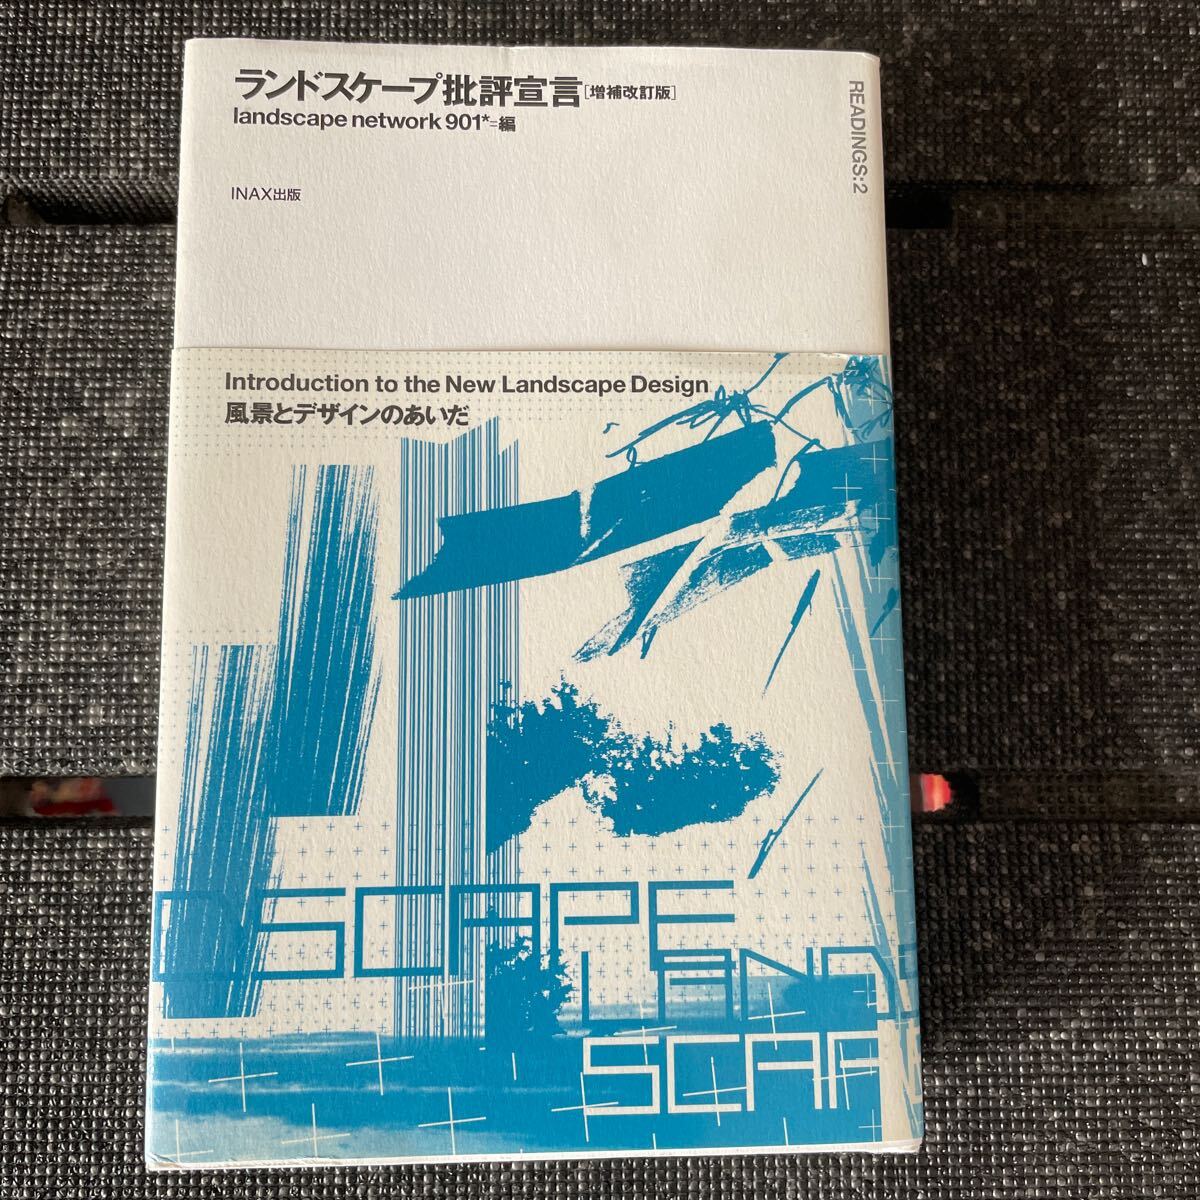 ランドスケープ批評宣言[増補改訂版]
landscape network 901*=編
INAX出版
READINGS:2
Introduction to the New Landscape Design
風景とデザインのあいだ
D SCAPE
LAND
SCAP